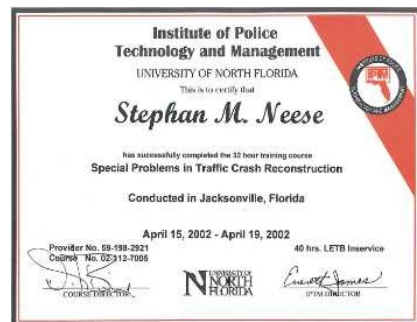 Institute of Police
Technology and Management
UNIVERSITY OF NORTH FLORIDA
This is to certify that
Stephan M. Neese
has successfully completed the 32 hour training course
Special Problems in Traffic Crash Reconstruction
Conducted in Jacksonville, Florida
April 15, 2002 - April 19, 2002
Provider No. 59-198-2921
Course No. 02-112-7005
40 hrs. LETB Inservice
COURSE DIRECTOR
UNIVERSITY OF
NORTH
FLORIDA
IPTM DIRECTOR
IPTM